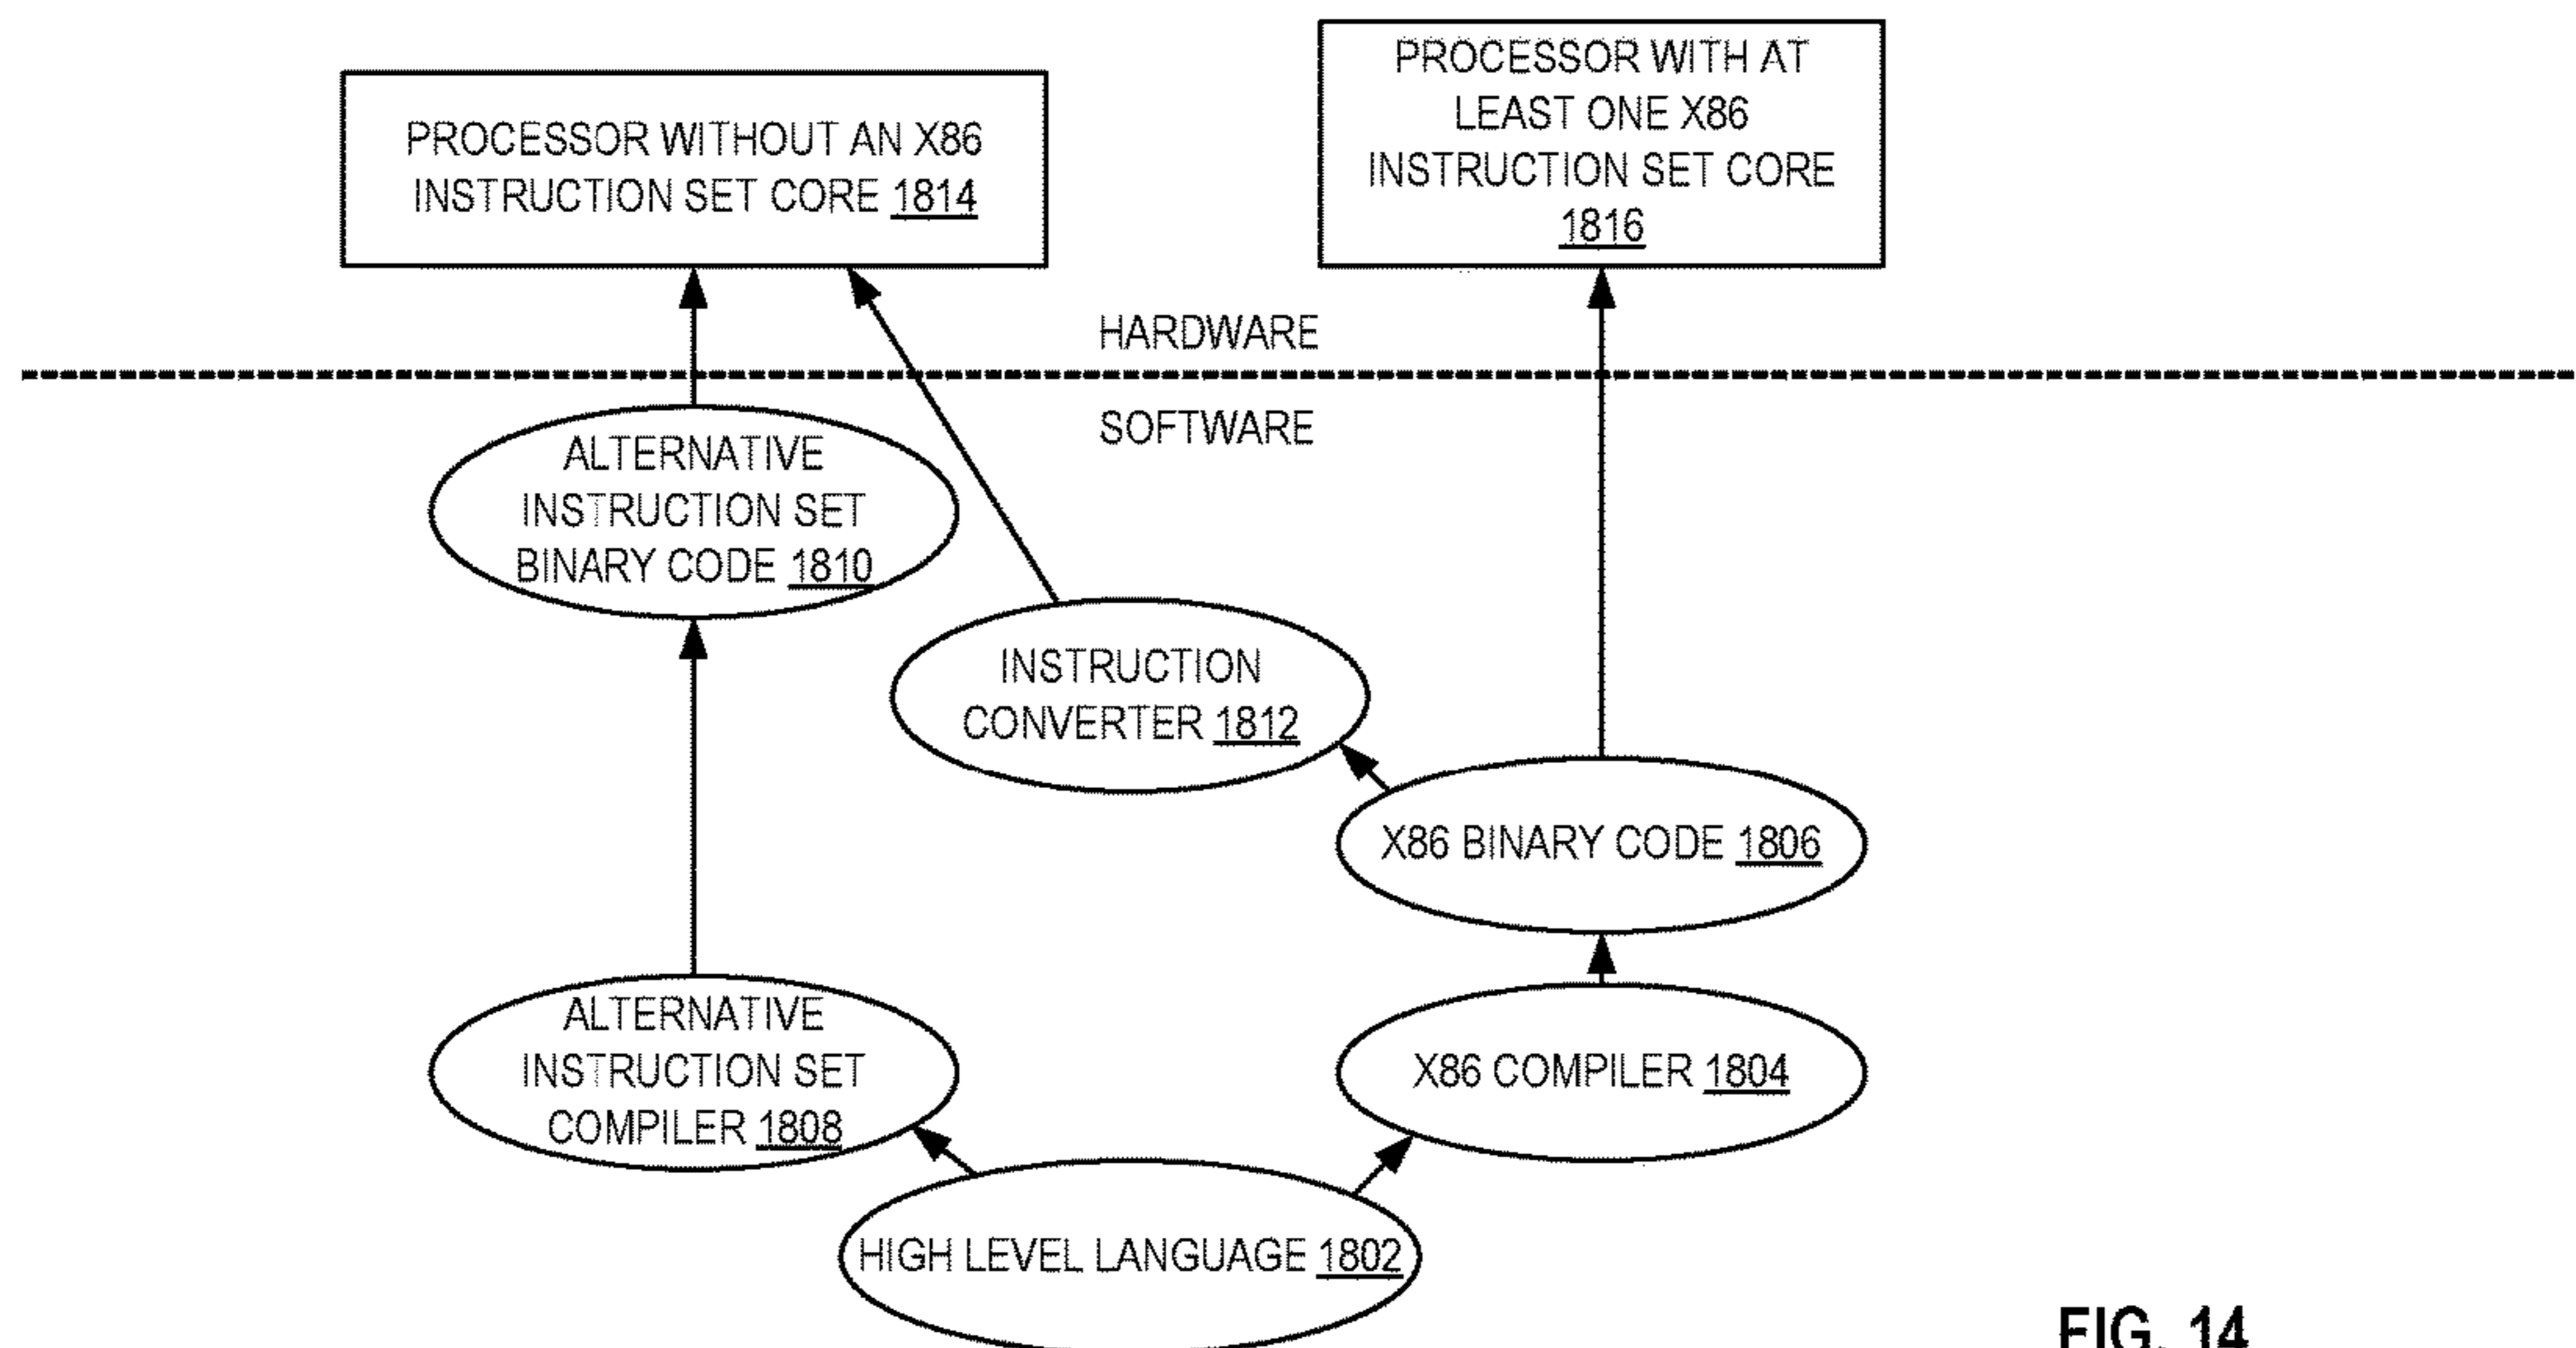 PROCESSOR WITHOUT AN X86
INSTRUCTION SET CORE 1814
PROCESSOR WITH AT
LEAST ONE X86
INSTRUCTION SET CORE
1816
HARDWARE
SOFTWARE
ALTERNATIVE
INSTRUCTION SET
BINARY CODE 1810
INSTRUCTION
CONVERTER 1812
X86 BINARY CODE 1806
ALTERNATIVE
INSTRUCTION SET
COMPILER 1808
X86 COMPILER 1804
HIGH LEVEL LANGUAGE 1802
FIG. 14